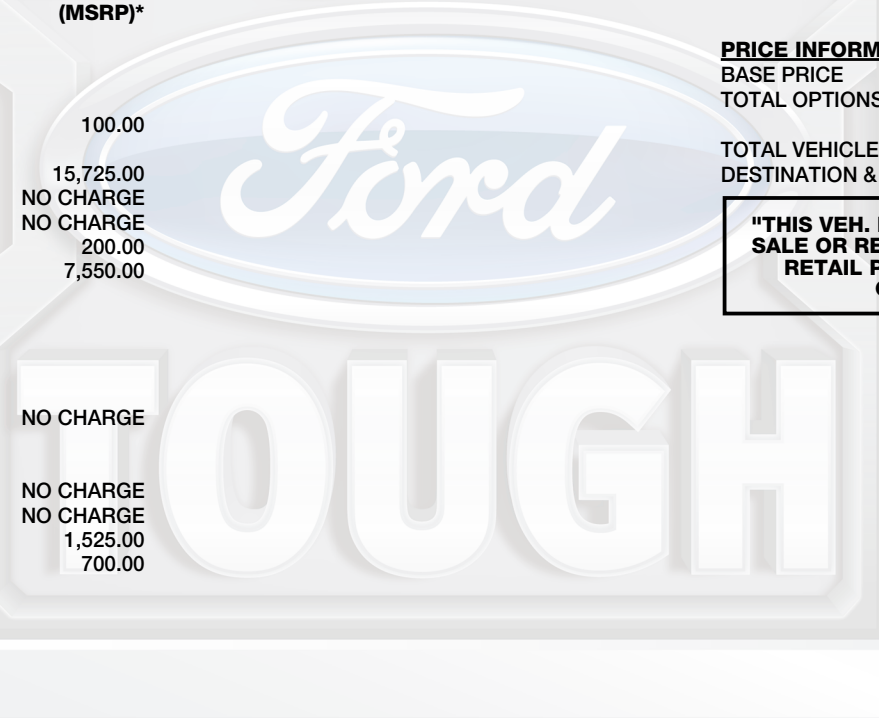 (MSRP)*
100.00
15,725.00
NO CHARGE
NO CHARGE
200.00
7,550.00
NO CHARGE
NO CHARGE
NO CHARGE
1,525.00
700.00
PRICE INFORM
BASE PRICE
TOTAL OPTIONS
TOTAL VEHICLE
DESTINATION &
"THIS VEH.
SALE OR RE
RETAIL P
Ford
TOUGH